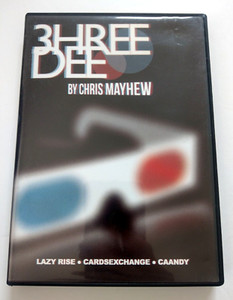 3HREE
DEE
BY CHRIS MAYHEW
LAZY RISE • CARDSEXCHANGE • CAANDY